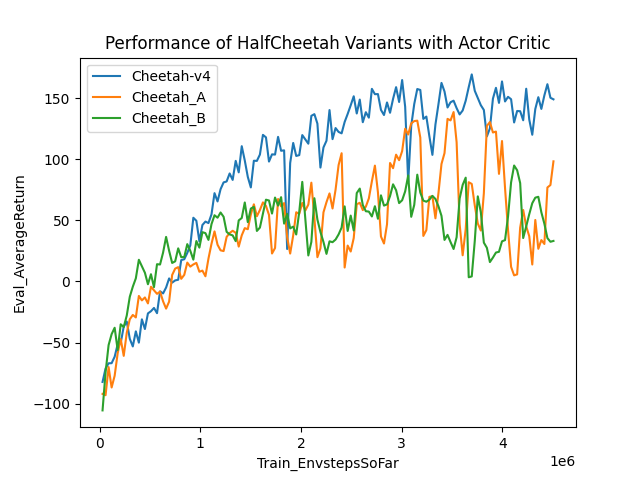 Performance of HalfCheetah Variants with Actor Critic
Cheetah-v4
Cheetah_A
Cheetah_B
Eval_AverageReturn
150
100
50
0
−50
−100
0 1 2 3 4
1e6
Train_EnvstepsSoFar